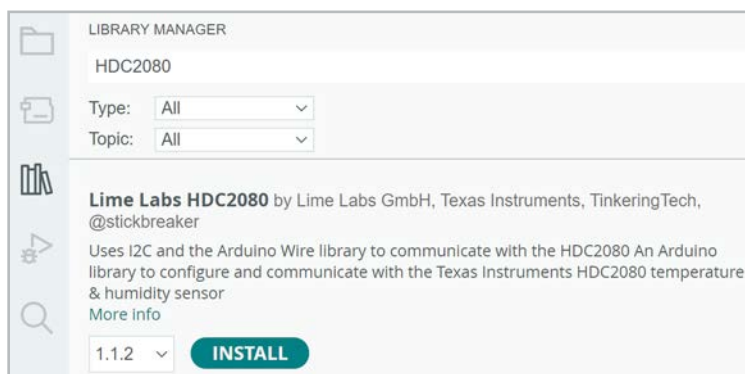 LIBRARY MANAGER
HDC2080
Type: All
Topic: All
Lime Labs HDC2080 by Lime Labs GmbH, Texas Instruments, TinkeringTech,
@stickbreaker
Uses I2C and the Arduino Wire library to communicate with the HDC2080 An Arduino
library to configure and communicate with the Texas Instruments HDC2080 temperature
& humidity sensor
More info
1.1.2 INSTALL